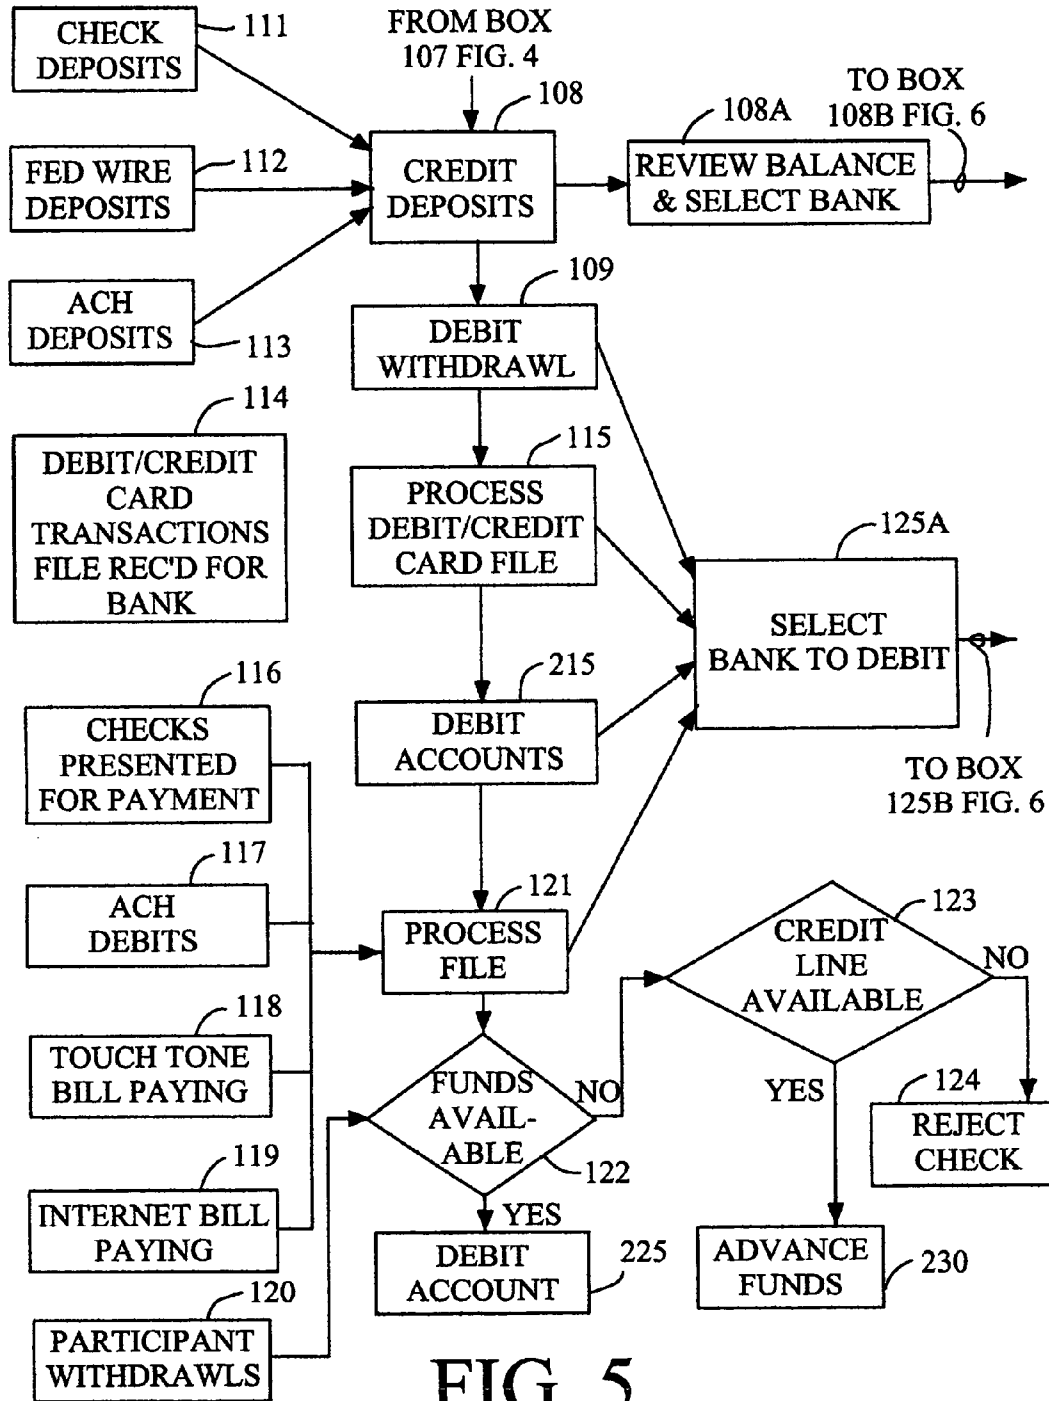 CHECK
DEPOSITS
111
FROM BOX
107 FIG. 4
108
CREDIT
DEPOSITS
108A
REVIEW BALANCE
& SELECT BANK
TO BOX
108B FIG. 6
FED WIRE
DEPOSITS
112
ACH
DEPOSITS
113
109
DEBIT
WITHDRAWL
114
DEBIT/CREDIT
CARD
TRANSACTIONS
FILE REC'D FOR
BANK
115
PROCESS
DEBIT/CREDIT
CARD FILE
125A
SELECT
BANK TO DEBIT
TO BOX
125B FIG. 6
215
DEBIT
ACCOUNTS
116
CHECKS
PRESENTED
FOR PAYMENT
117
ACH
DEBITS
121
PROCESS
FILE
118
TOUCH TONE
BILL PAYING
FUNDS
AVAIL-
ABLE
122
NO
YES
123
CREDIT
LINE
AVAILABLE
NO
YES
124
REJECT
CHECK
119
INTERNET BILL
PAYING
DEBIT
ACCOUNT
225
ADVANCE
FUNDS
230
120
PARTICIPANT
WITHDRAWLS
FIG. 5